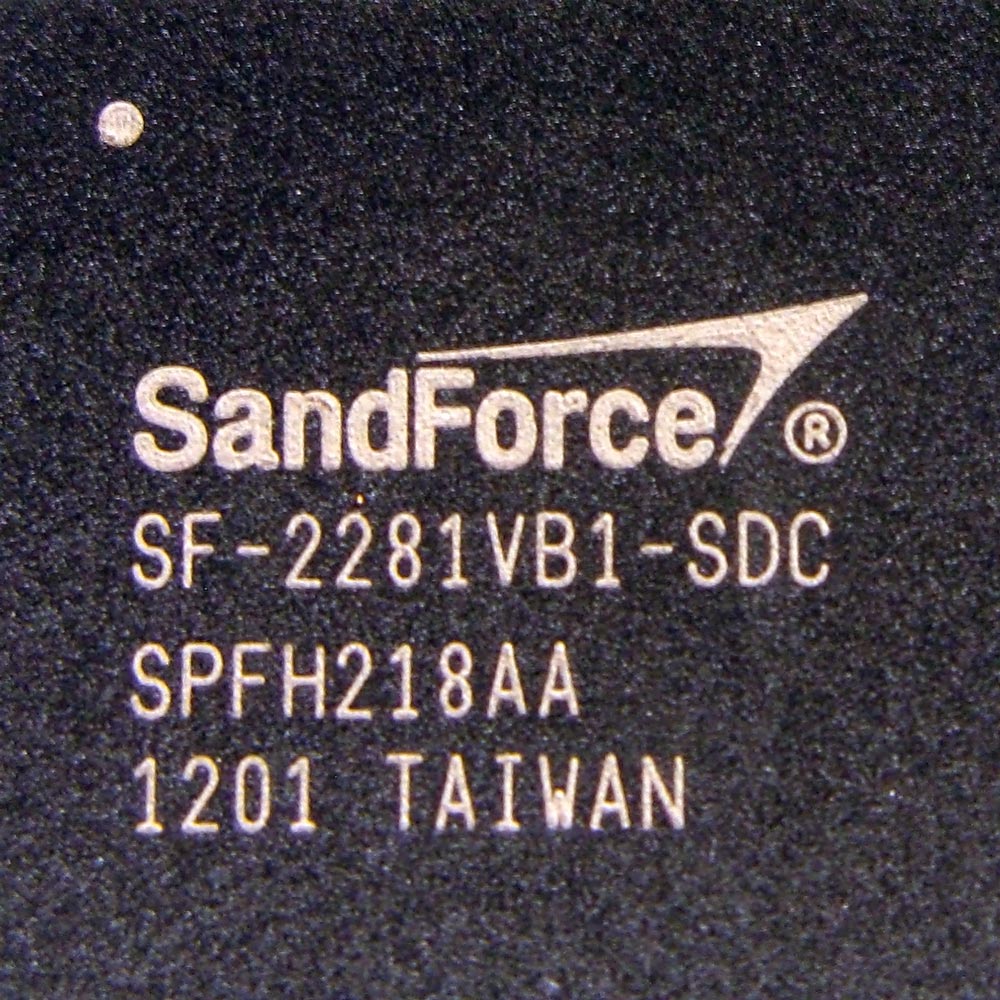 SandForce®
SF-2281VB1-SDC
SPFH218AA
1201 TAIWAN